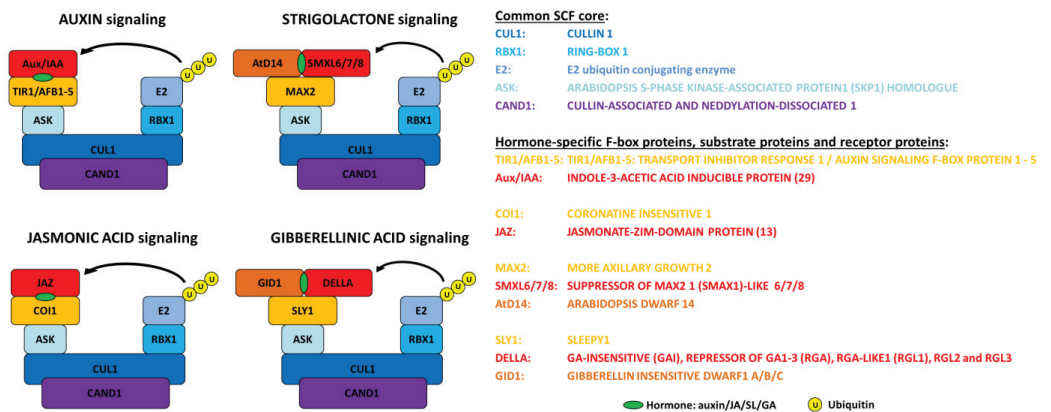 AUXIN signaling
Aux/IAA
TIR1/AFB1-5
ASK
CUL1
CAND1
E2
RBX1
U U U
STRIGOLACTONE signaling
AtD14
SMXL6/7/8
MAX2
ASK
CUL1
CAND1
E2
RBX1
U U U
JASMONIC ACID signaling
JAZ
COI1
ASK
CUL1
CAND1
E2
RBX1
U U U
GIBBERELLINIC ACID signaling
GID1
DELLA
SLY1
ASK
CUL1
CAND1
E2
RBX1
U U U
Common SCF core:
CUL1: CULLIN 1
RBX1: RING-BOX 1
E2: E2 ubiquitin conjugating enzyme
ASK: ARABIDOPSIS S-PHASE KINASE-ASSOCIATED PROTEIN1 (SKP1) HOMOLOGUE
CAND1: CULLIN-ASSOCIATED AND NEDDYLATION-DISSOCIATED 1
Hormone-specific F-box proteins, substrate proteins and receptor proteins:
TIR1/AFB1-5: TIR1/AFB1-5: TRANSPORT INHIBITOR RESPONSE 1 / AUXIN SIGNALING F-BOX PROTEIN 1 - 5
Aux/IAA: INDOLE-3-ACETIC ACID INDUCIBLE PROTEIN (29)
COI1: CORONATINE INSENSITIVE 1
JAZ: JASMONATE-ZIM-DOMAIN PROTEIN (13)
MAX2: MORE AXILLARY GROWTH 2
SMXL6/7/8: SUPPRESSOR OF MAX2 1 (SMAX1)-LIKE 6/7/8
AtD14: ARABIDOPSIS DWARF 14
SLY1: SLEEPY1
DELLA: GA-INSENSITIVE (GAI), REPRESSOR OF GA1-3 (RGA), RGA-LIKE1 (RGL1), RGL2 and RGL3
GID1: GIBBERELLIN INSENSITIVE DWARF1 A/B/C
Hormone: auxin/JA/SL/GA
U Ubiquitin